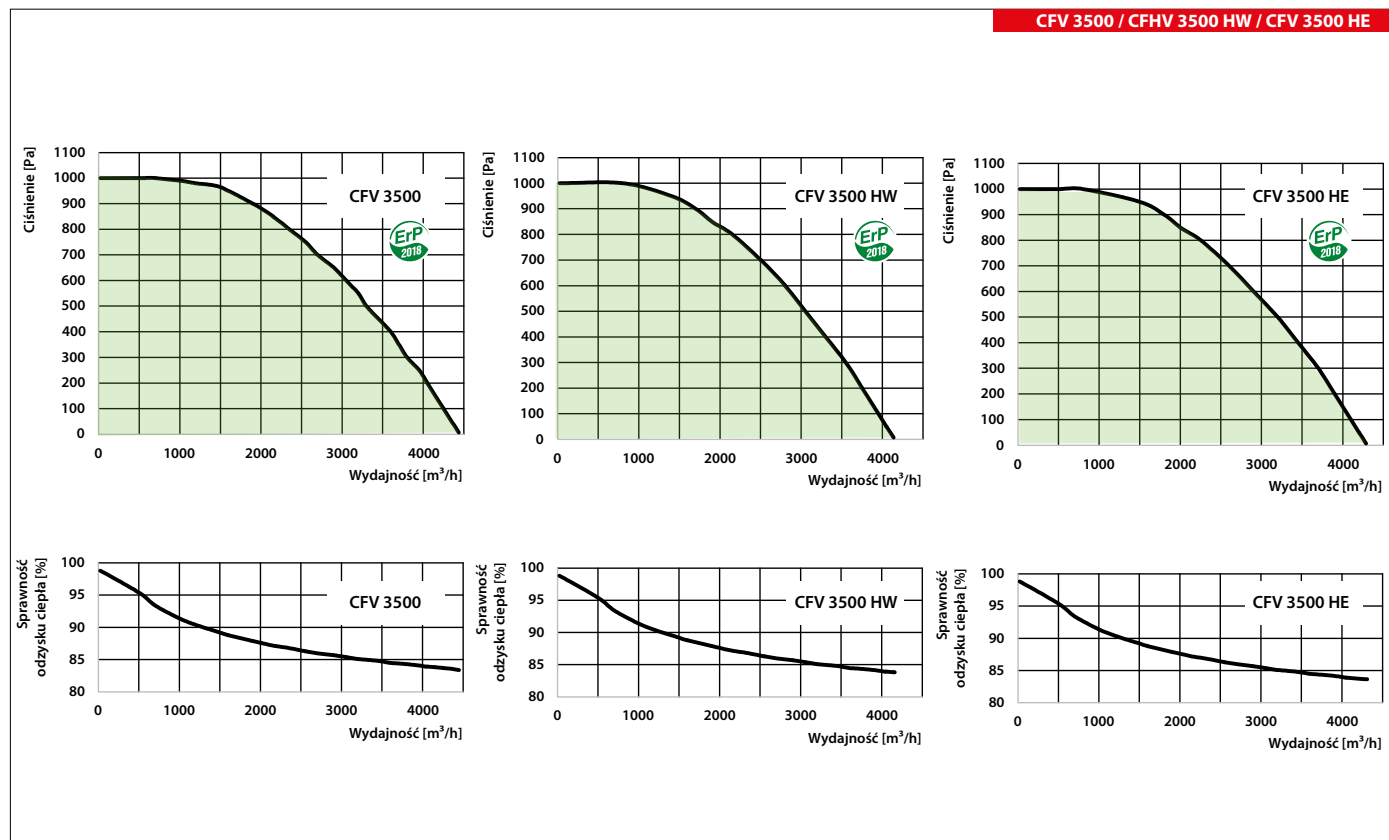 CFV 3500 / CFHV 3500 HW / CFV 3500 HE
Ciśnienie [Pa]
1100
1000
900
800
700
600
500
400
300
200
100
0
CFV 3500
ErP
2018
0 1000 2000 3000 4000
Wydajność [m³/h]
Ciśnienie [Pa]
1100
1000
900
800
700
600
500
400
300
200
100
0
CFV 3500 HW
ErP
2018
0 1000 2000 3000 4000
Wydajność [m³/h]
Ciśnienie [Pa]
1100
1000
900
800
700
600
500
400
300
200
100
0
CFV 3500 HE
ErP
2018
0 1000 2000 3000 4000
Wydajność [m³/h]
Sprawność
odzysku ciepła [%]
100
95
90
85
80
CFV 3500
0 1000 2000 3000 4000
Wydajność [m³/h]
Sprawność
odzysku ciepła [%]
100
95
90
85
80
CFV 3500 HW
0 1000 2000 3000 4000
Wydajność [m³/h]
Sprawność
odzysku ciepła [%]
100
95
90
85
80
CFV 3500 HE
0 1000 2000 3000 4000
Wydajność [m³/h]